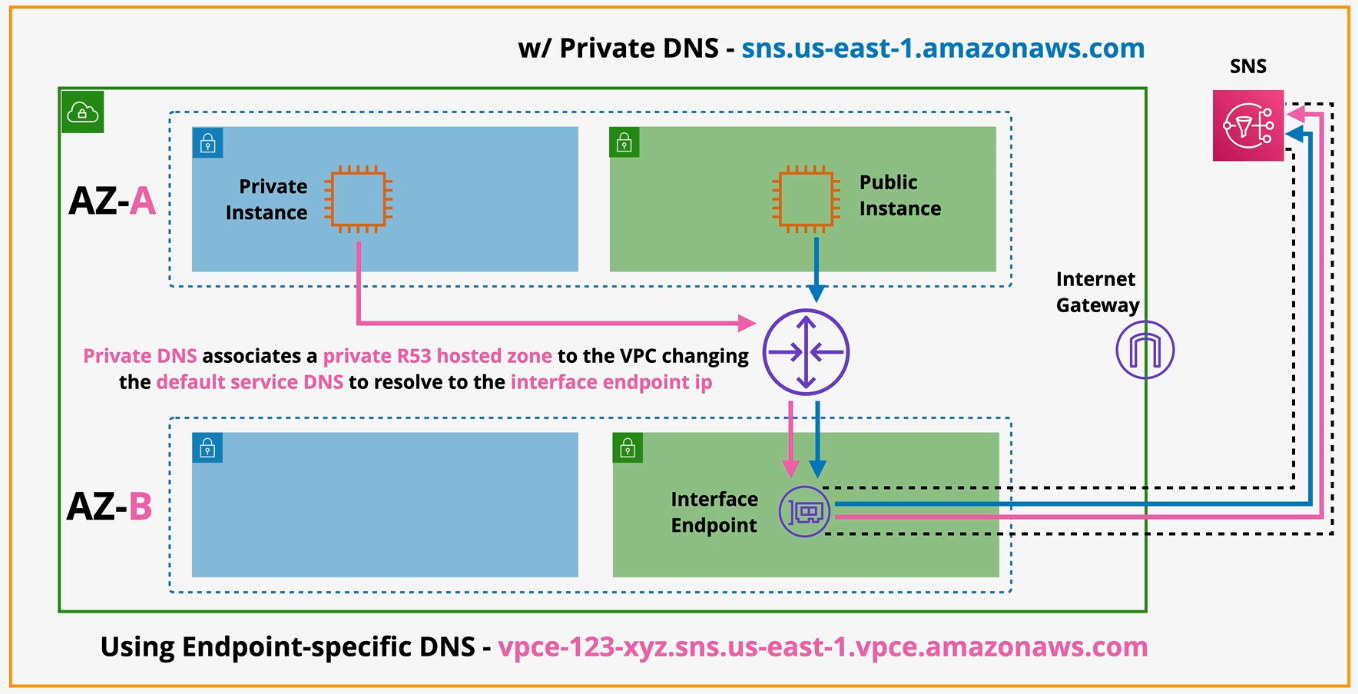 w/ Private DNS - sns.us-east-1.amazonaws.com
SNS
AZ-A
Private
Instance
Public
Instance
Internet
Gateway
Private DNS associates a private R53 hosted zone to the VPC changing
the default service DNS to resolve to the interface endpoint ip
AZ-B
Interface
Endpoint
Using Endpoint-specific DNS - vpce-123-xyz.sns.us-east-1.vpce.amazonaws.com